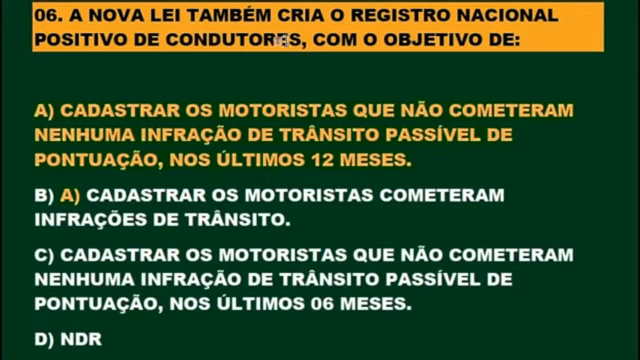 06. A NOVA LEI TAMBÉM CRIA O REGISTRO NACIONAL
POSITIVO DE CONDUTORES, COM O OBJETIVO DE:
A) CADASTRAR OS MOTORISTAS QUE NÃO COMETERAM
NENHUMA INFRAÇÃO DE TRÂNSITO PASSÍVEL DE
PONTUAÇÃO, NOS ÚLTIMOS 12 MESES.
B) A) CADASTRAR OS MOTORISTAS COMETERAM
INFRAÇÕES DE TRÂNSITO.
C) CADASTRAR OS MOTORISTAS QUE NÃO COMETERAM
NENHUMA INFRAÇÃO DE TRÂNSITO PASSÍVEL DE
PONTUAÇÃO, NOS ÚLTIMOS 06 MESES.
D) NDR